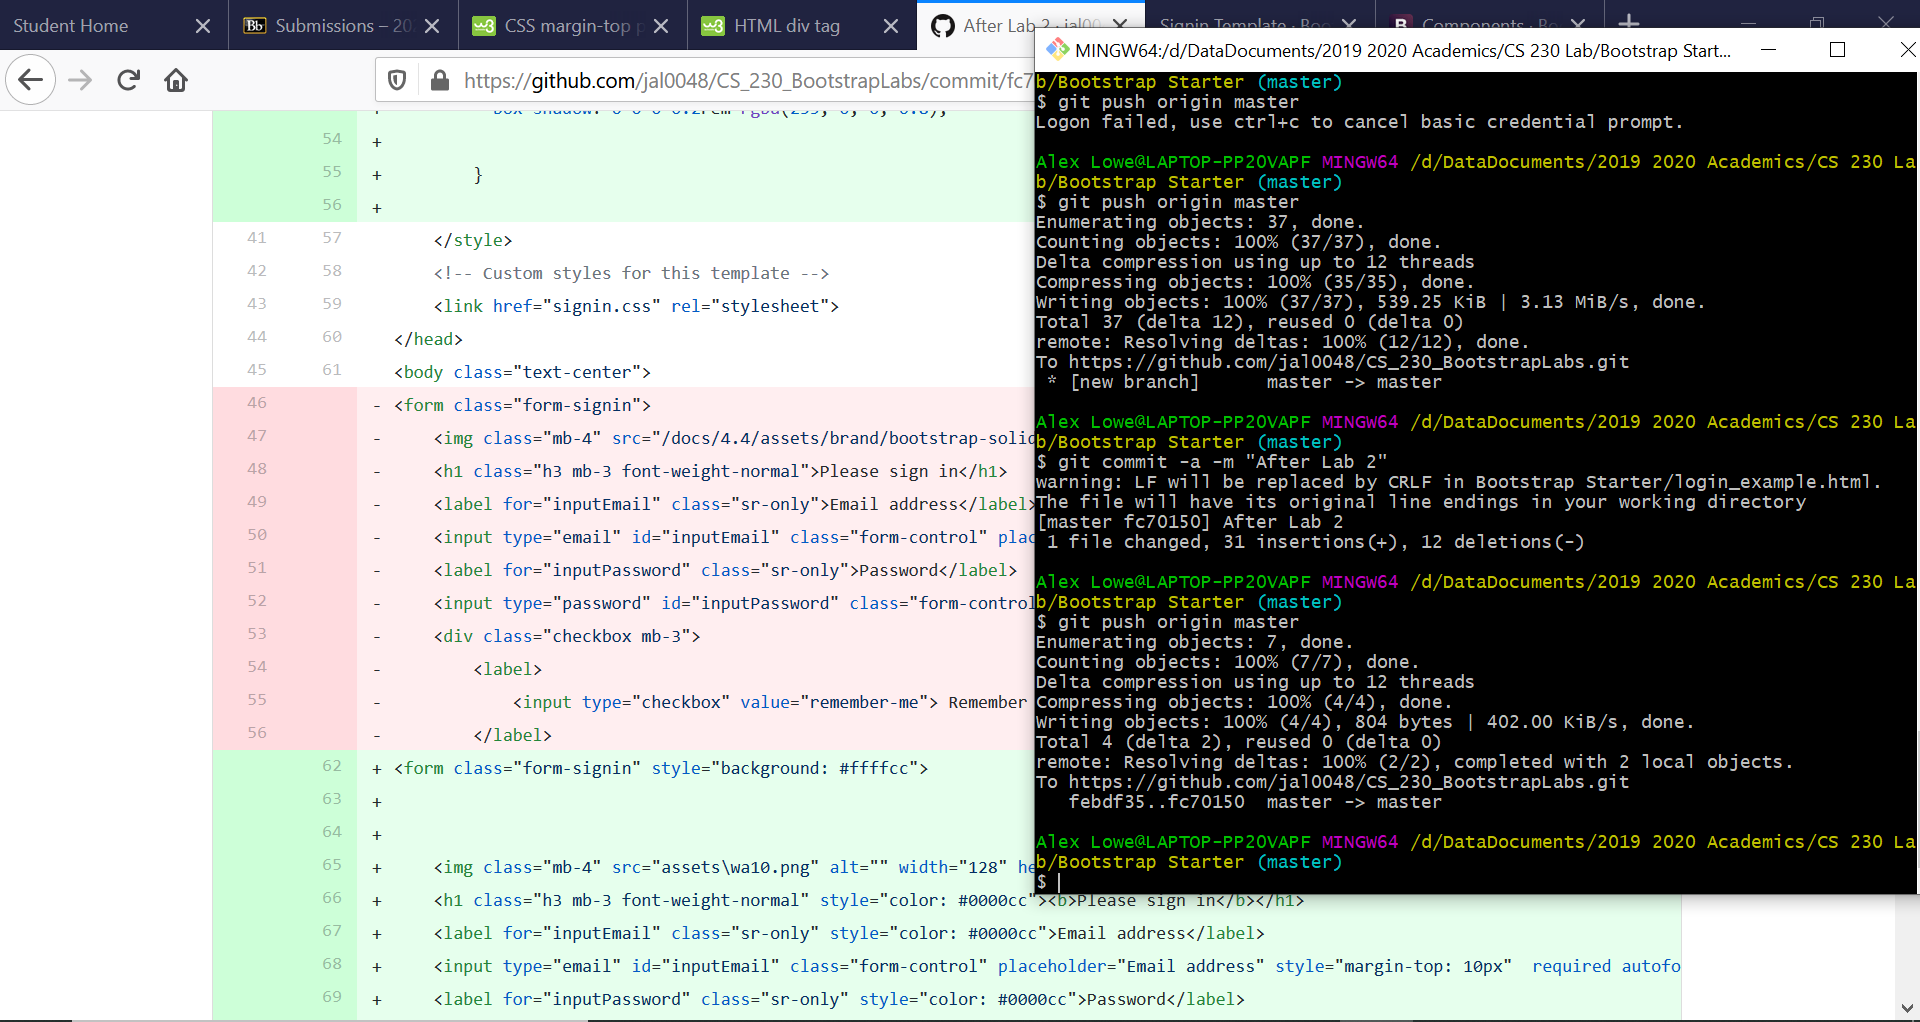 Student Home
Submissions – 20
CSS margin-top p
HTML div tag
After Lab 2 · jal00
Signin Template · Boo
Components · Bo
https://github.com/jal0048/CS_230_BootstrapLabs/commit/fc7
54 +
55 + }
56 +
41 57 </style>
42 58 <!-- Custom styles for this template -->
43 59 <link href="signin.css" rel="stylesheet">
44 60 </head>
45 61 <body class="text-center">
46 - <form class="form-signin">
47 - <img class="mb-4" src="/docs/4.4/assets/brand/bootstrap-solid
48 - <h1 class="h3 mb-3 font-weight-normal">Please sign in</h1>
49 - <label for="inputEmail" class="sr-only">Email address</label>
50 - <input type="email" id="inputEmail" class="form-control" plac
51 - <label for="inputPassword" class="sr-only">Password</label>
52 - <input type="password" id="inputPassword" class="form-control
53 - <div class="checkbox mb-3">
54 - <label>
55 - <input type="checkbox" value="remember-me"> Remember
56 - </label>
62 + <form class="form-signin" style="background: #ffffcc">
63 +
64 +
65 + <img class="mb-4" src="assets\wa10.png" alt="" width="128" he
66 + <h1 class="h3 mb-3 font-weight-normal" style="color: #0000cc"><b>Please sign in</b></h1>
67 + <label for="inputEmail" class="sr-only" style="color: #0000cc">Email address</label>
68 + <input type="email" id="inputEmail" class="form-control" placeholder="Email address" style="margin-top: 10px" required autofo
69 + <label for="inputPassword" class="sr-only" style="color: #0000cc">Password</label>
MINGW64:/d/DataDocuments/2019 2020 Academics/CS 230 Lab/Bootstrap Start...
b/Bootstrap Starter (master)
$ git push origin master
Logon failed, use ctrl+c to cancel basic credential prompt.
Alex Lowe@LAPTOP-PP20VAPF MINGW64 /d/DataDocuments/2019 2020 Academics/CS 230 La
b/Bootstrap Starter (master)
$ git push origin master
Enumerating objects: 37, done.
Counting objects: 100% (37/37), done.
Delta compression using up to 12 threads
Compressing objects: 100% (35/35), done.
Writing objects: 100% (37/37), 539.25 KiB | 3.13 MiB/s, done.
Total 37 (delta 12), reused 0 (delta 0)
remote: Resolving deltas: 100% (12/12), done.
To https://github.com/jal0048/CS_230_BootstrapLabs.git
* [new branch] master -> master
Alex Lowe@LAPTOP-PP20VAPF MINGW64 /d/DataDocuments/2019 2020 Academics/CS 230 La
b/Bootstrap Starter (master)
$ git commit -a -m "After Lab 2"
warning: LF will be replaced by CRLF in Bootstrap Starter/login_example.html.
The file will have its original line endings in your working directory
[master fc70150] After Lab 2
1 file changed, 31 insertions(+), 12 deletions(-)
Alex Lowe@LAPTOP-PP20VAPF MINGW64 /d/DataDocuments/2019 2020 Academics/CS 230 La
b/Bootstrap Starter (master)
$ git push origin master
Enumerating objects: 7, done.
Counting objects: 100% (7/7), done.
Delta compression using up to 12 threads
Compressing objects: 100% (4/4), done.
Writing objects: 100% (4/4), 804 bytes | 402.00 KiB/s, done.
Total 4 (delta 2), reused 0 (delta 0)
remote: Resolving deltas: 100% (2/2), completed with 2 local objects.
To https://github.com/jal0048/CS_230_BootstrapLabs.git
febdf35..fc70150 master -> master
Alex Lowe@LAPTOP-PP20VAPF MINGW64 /d/DataDocuments/2019 2020 Academics/CS 230 La
b/Bootstrap Starter (master)
$